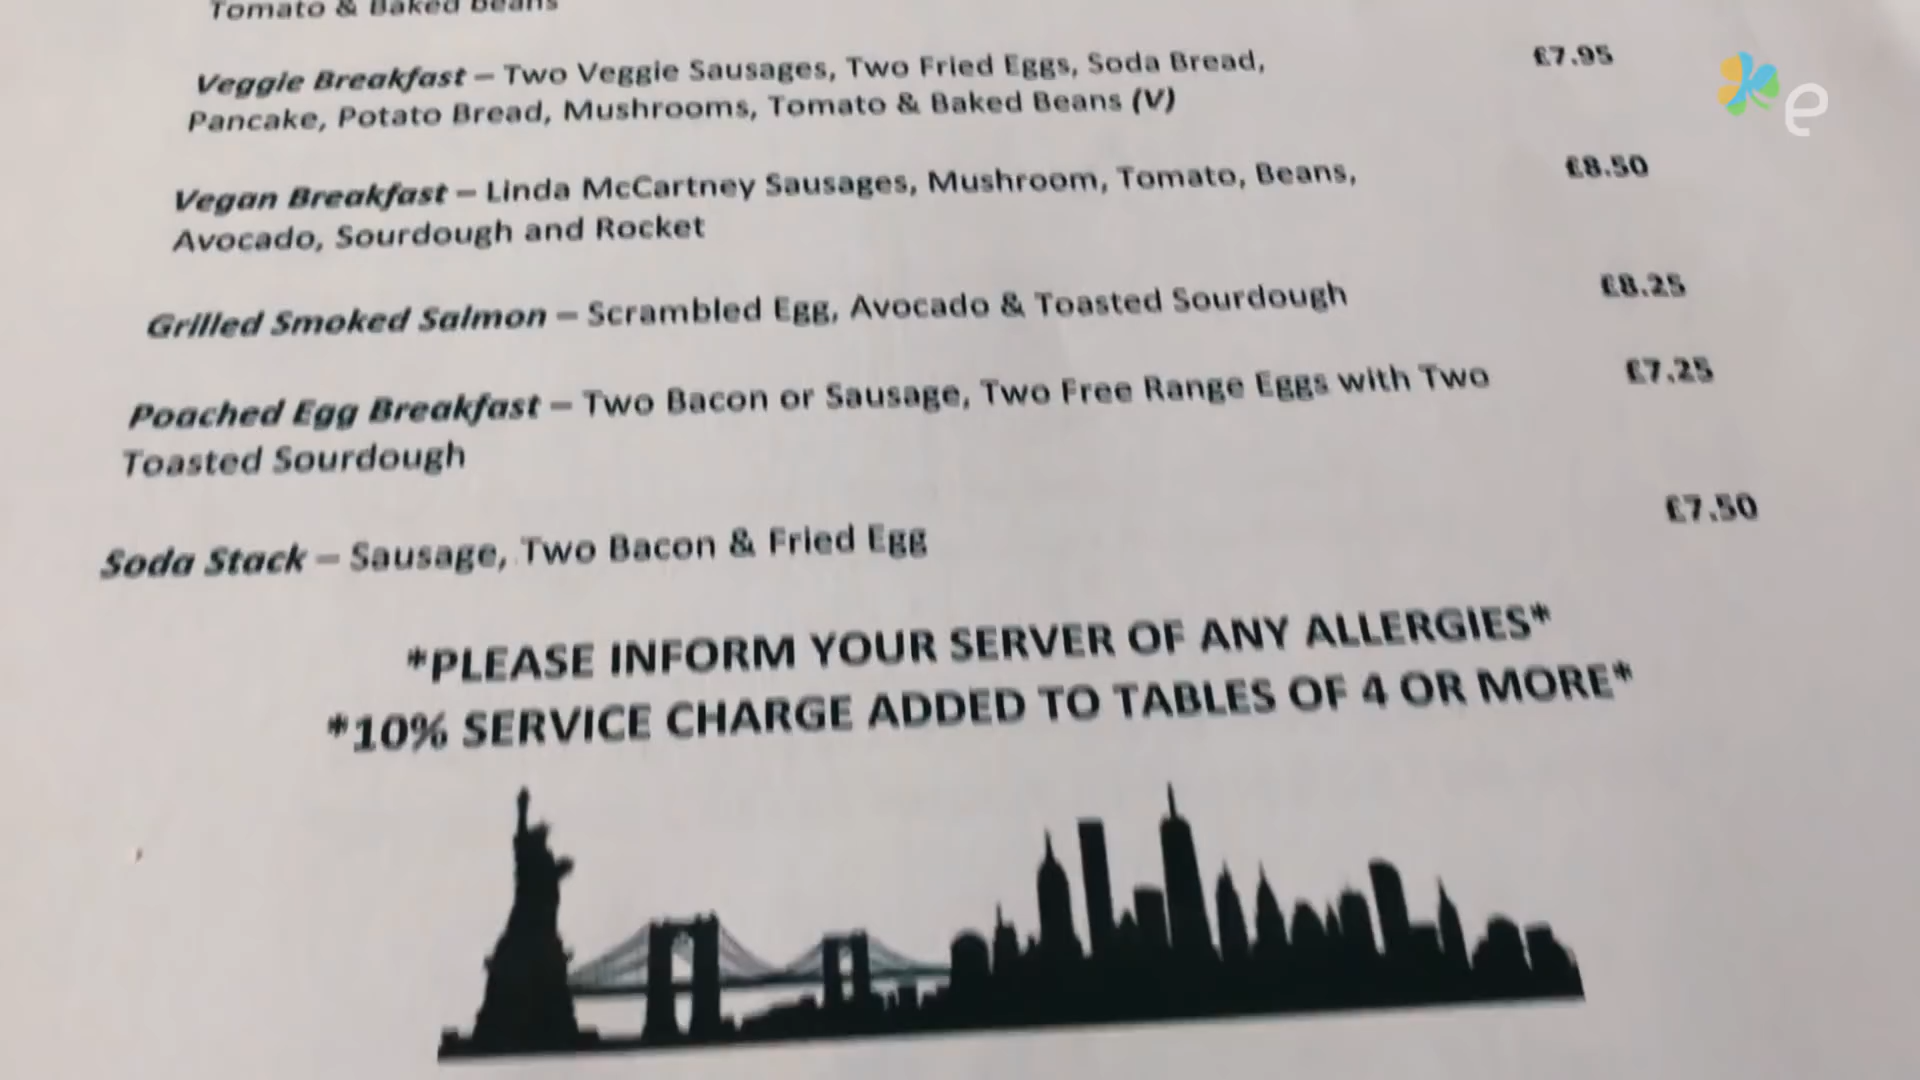 Tomato & Baked Beans
Veggie Breakfast – Two Veggie Sausages, Two Fried Eggs, Soda Bread, £7.95
Pancake, Potato Bread, Mushrooms, Tomato & Baked Beans (V)
Vegan Breakfast – Linda McCartney Sausages, Mushroom, Tomato, Beans, £8.50
Avocado, Sourdough and Rocket
Grilled Smoked Salmon – Scrambled Egg, Avocado & Toasted Sourdough £8.25
Poached Egg Breakfast – Two Bacon or Sausage, Two Free Range Eggs with Two £7.25
Toasted Sourdough
Soda Stack – Sausage, Two Bacon & Fried Egg £7.50
*PLEASE INFORM YOUR SERVER OF ANY ALLERGIES*
*10% SERVICE CHARGE ADDED TO TABLES OF 4 OR MORE*
e